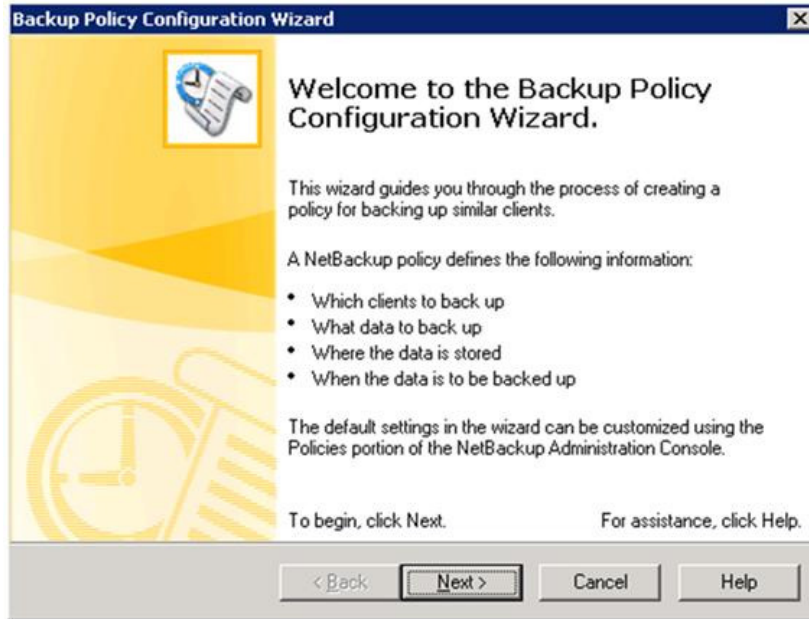 Backup Policy Configuration Wizard
Welcome to the Backup Policy
Configuration Wizard.
This wizard guides you through the process of creating a
policy for backing up similar clients.
A NetBackup policy defines the following information:
• Which clients to back up
• What data to back up
• Where the data is stored
• When the data is to be backed up
The default settings in the wizard can be customized using the
Policies portion of the NetBackup Administration Console.
To begin, click Next. For assistance, click Help.
< Back Next > Cancel Help